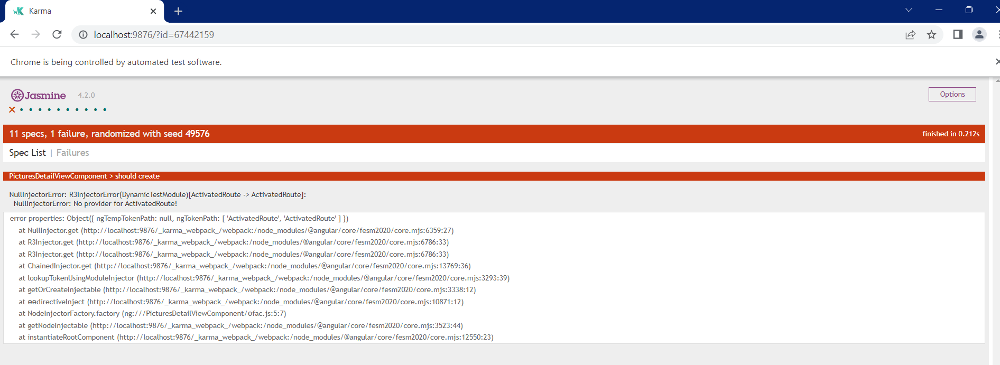 Karma
localhost:9876/?id=67442159
Chrome is being controlled by automated test software.
Jasmine 4.2.0
Options
11 specs, 1 failure, randomized with seed 49576
finished in 0.212s
Spec List | Failures
PicturesDetailViewComponent > should create
NullInjectorError: R3InjectorError(DynamicTestModule)[ActivatedRoute -> ActivatedRoute]:
NullInjectorError: No provider for ActivatedRoute!
error properties: Object({ ngTempTokenPath: null, ngTokenPath: [ 'ActivatedRoute', 'ActivatedRoute' ] })
at NullInjector.get (http://localhost:9876/_karma_webpack_/webpack:/node_modules/@angular/core/fesm2020/core.mjs:6359:27)
at R3Injector.get (http://localhost:9876/_karma_webpack_/webpack:/node_modules/@angular/core/fesm2020/core.mjs:6786:33)
at R3Injector.get (http://localhost:9876/_karma_webpack_/webpack:/node_modules/@angular/core/fesm2020/core.mjs:6786:33)
at ChainedInjector.get (http://localhost:9876/_karma_webpack_/webpack:/node_modules/@angular/core/fesm2020/core.mjs:13769:36)
at lookupTokenUsingModuleInjector (http://localhost:9876/_karma_webpack_/webpack:/node_modules/@angular/core/fesm2020/core.mjs:3293:39)
at getOrCreateInjectable (http://localhost:9876/_karma_webpack_/webpack:/node_modules/@angular/core/fesm2020/core.mjs:3338:12)
at ɵɵdirectiveInject (http://localhost:9876/_karma_webpack_/webpack:/node_modules/@angular/core/fesm2020/core.mjs:10871:12)
at NodeInjectorFactory.factory (ng:///PicturesDetailViewComponent/ɵfac.js:5:7)
at getNodeInjectable (http://localhost:9876/_karma_webpack_/webpack:/node_modules/@angular/core/fesm2020/core.mjs:3523:44)
at instantiateRootComponent (http://localhost:9876/_karma_webpack_/webpack:/node_modules/@angular/core/fesm2020/core.mjs:12550:23)